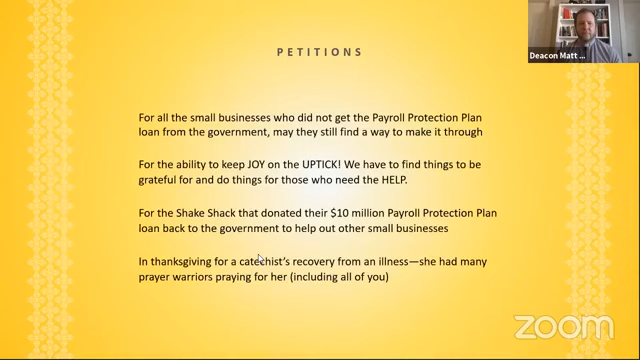 PETITIONS
Deacon Matt ...
For all the small businesses who did not get the Payroll Protection Plan
loan from the government, may they still find a way to make it through
For the ability to keep JOY on the UPTICK! We have to find things to be
grateful for and do things for those who need the HELP.
For the Shake Shack that donated their $10 million Payroll Protection Plan
loan back to the government to help out other small businesses
In thanksgiving for a catechist’s recovery from an illness—she had many
prayer warriors praying for her (including all of you)
zoom